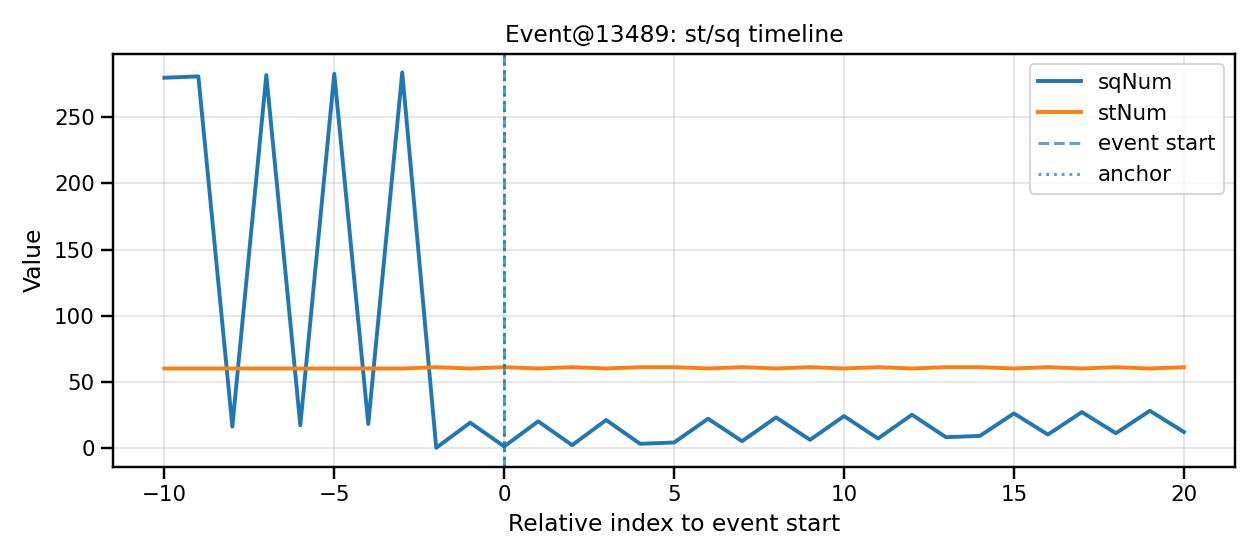 Event@13489: st/sq timeline
Value
250
200
150
100
50
0
sqNum
stNum
event start
anchor
−10
−5
0
5
10
15
20
Relative index to event start